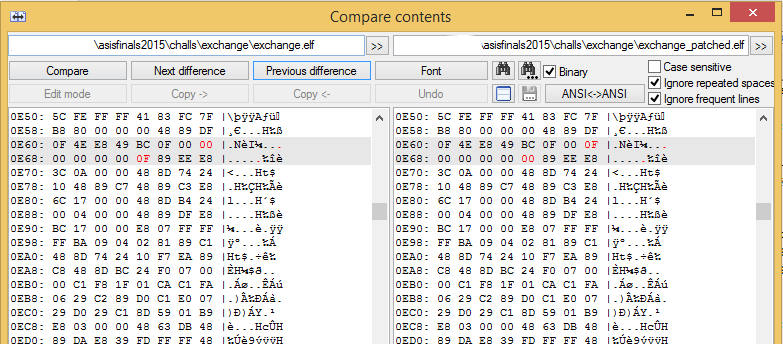 Compare contents
\asisfinals2015\challs\exchange\exchange.elf
>>
\asisfinals2015\challs\exchange\exchange_patched.elf
>>
Compare
Next difference
Previous difference
Font
Binary
Case sensitive
Ignore repeated spaces
Ignore frequent lines
Edit mode
Copy ->
Copy <-
Undo
ANSI<->ANSI
0E50: 5C FE FF FF 41 83 FC 7F |\þÿÿAƒü
0E58: B8 80 00 00 00 48 89 DF |¸€...H‰ß
0E60: 0F 4E E8 49 BC 0F 00 00 |.NèI¼...
0E68: 00 00 00 00 0F 89 EE E8 |.....‰îè
0E70: 3C 0A 00 00 48 8D 74 24 |<...Ht$
0E78: 10 48 89 C7 48 89 C3 E8 |.H‰ÇH‰Ãè
0E80: 6C 17 00 00 48 8D B4 24 |l...H´$
0E88: 00 04 00 00 48 89 DF E8 |....H‰ßè
0E90: BC 17 00 00 E8 07 FF FF |¼...è.ÿÿ
0E98: FF BA 09 04 02 81 89 C1 |ÿº...‰Á
0EA0: 48 8D 74 24 10 F7 EA 89 |Ht$.÷ê‰
0EA8: C8 48 8D BC 24 F0 07 00 |ÈH¼$ð..
0EB0: 00 C1 F8 1F 01 CA C1 FA |.Áø..ÊÁú
0EB8: 06 29 C2 89 D0 C1 E0 07 |.)Â‰ÐÁà.
0EC0: 29 D0 29 C1 8D 59 01 B9 |)Ð)ÁY.¹
0EC8: E8 03 00 00 48 63 DB 48 |è...HcÛH
0ED0: 89 DA E8 39 FD FF FF 48 |‰Úè9ýÿÿH
0E50: 5C FE FF FF 41 83 FC 7F |\þÿÿAƒü
0E58: B8 80 00 00 00 48 89 DF |¸€...H‰ß
0E60: 0F 4E E8 49 BC 0F 00 0F |.NèI¼...
0E68: 00 00 00 00 00 89 EE E8 |.....‰îè
0E70: 3C 0A 00 00 48 8D 74 24 |<...Ht$
0E78: 10 48 89 C7 48 89 C3 E8 |.H‰ÇH‰Ãè
0E80: 6C 17 00 00 48 8D B4 24 |l...H´$
0E88: 00 04 00 00 48 89 DF E8 |....H‰ßè
0E90: BC 17 00 00 E8 07 FF FF |¼...è.ÿÿ
0E98: FF BA 09 04 02 81 89 C1 |ÿº...‰Á
0EA0: 48 8D 74 24 10 F7 EA 89 |Ht$.÷ê‰
0EA8: C8 48 8D BC 24 F0 07 00 |ÈH¼$ð..
0EB0: 00 C1 F8 1F 01 CA C1 FA |.Áø..ÊÁú
0EB8: 06 29 C2 89 D0 C1 E0 07 |.)Â‰ÐÁà.
0EC0: 29 D0 29 C1 8D 59 01 B9 |)Ð)ÁY.¹
0EC8: E8 03 00 00 48 63 DB 48 |è...HcÛH
0ED0: 89 DA E8 39 FD FF FF 48 |‰Úè9ýÿÿH